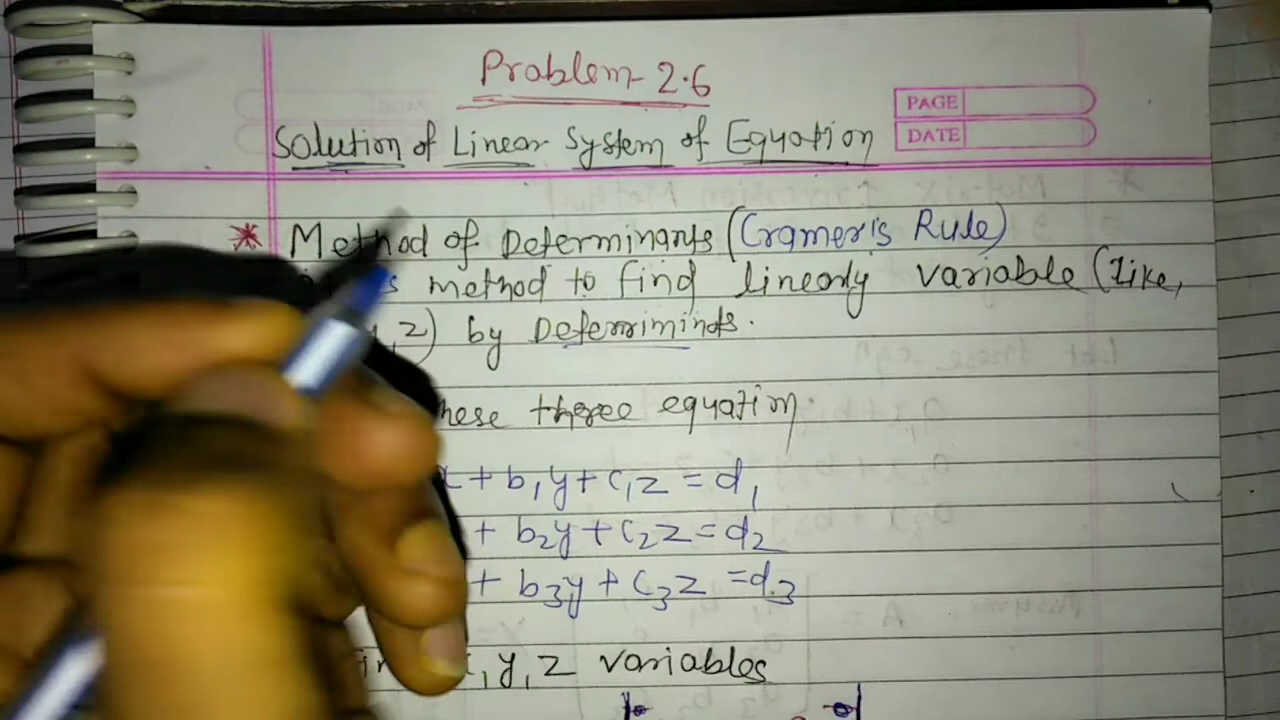 Problem-2.6
PAGE
DATE
Solution of Linear System of Equation
* Method of Determinants (Cramer's Rule)
method to find linearly variable (Like,
,z) by Deferriminds.
these three equation.
x + b₁y + c₁z = d₁
+ b₂y + c₂z = d₂
+ b₃y + c₃z = d₃
,y,z variables